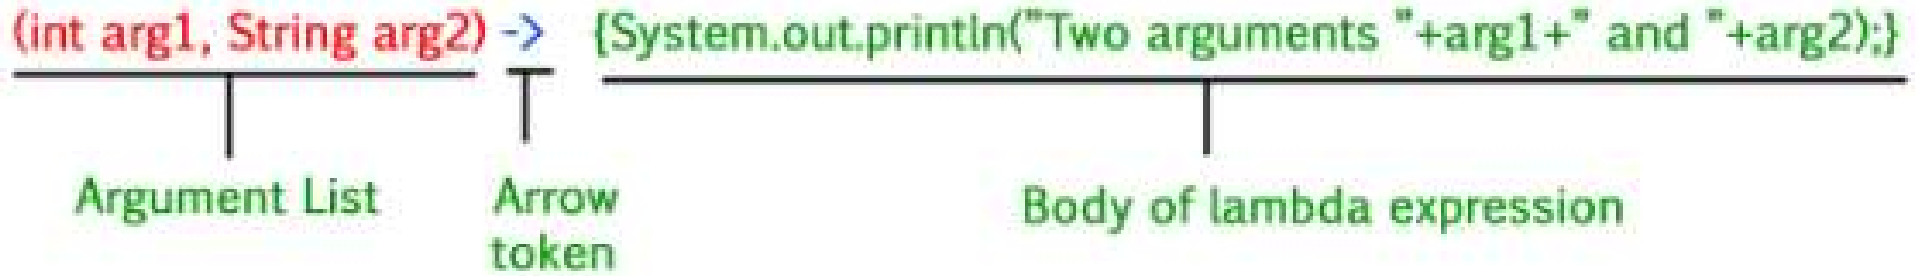 (int arg1, String arg2) -> {System.out.println("Two arguments "+arg1+" and "+arg2);}
Argument List
Arrow
token
Body of lambda expression